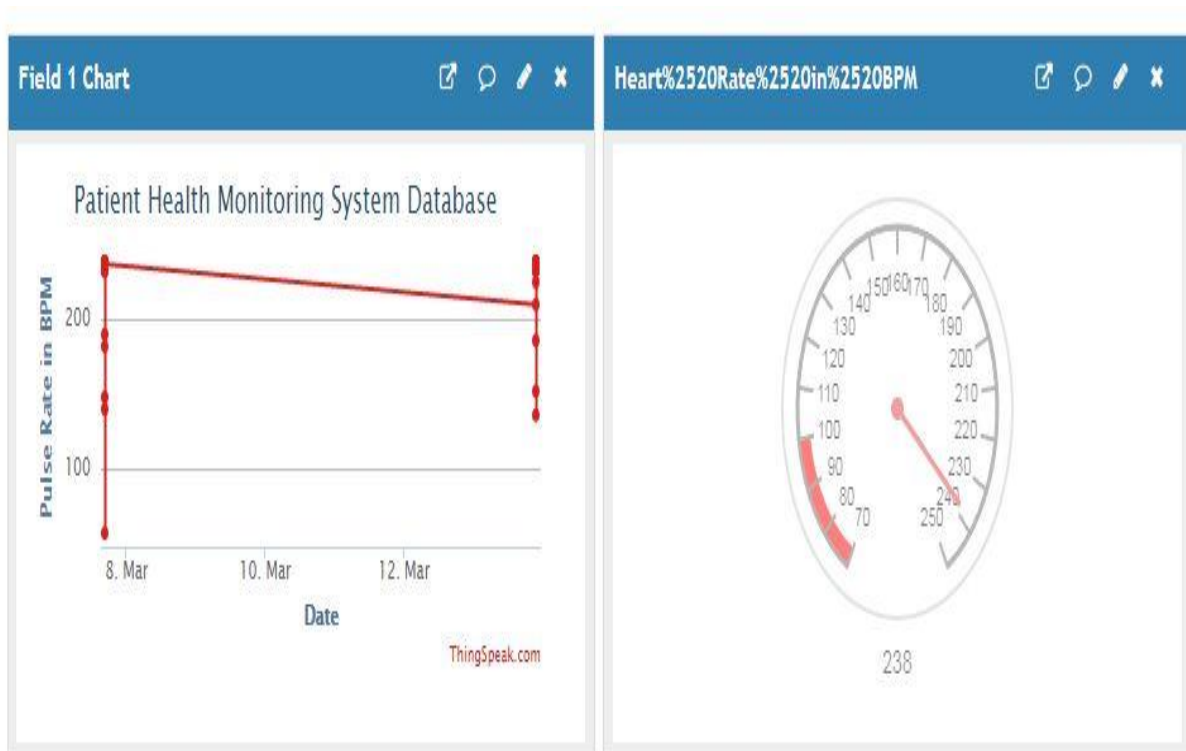 Field 1 Chart
Patient Health Monitoring System Database
Pulse Rate in BPM
200
100
8. Mar
10. Mar
12. Mar
Date
ThingSpeak.com
Heart%2520Rate%2520in%2520BPM
70
80
90
100
110
120
130
140
150
160
170
180
190
200
210
220
230
240
250
238